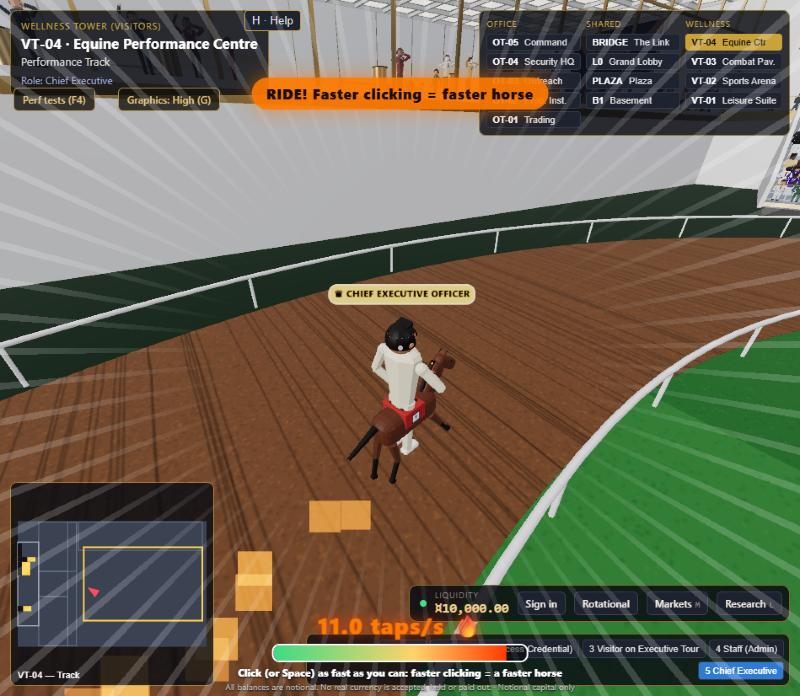 WELLNESS TOWER (VISITORS)
VT-04 · Equine Performance Centre
Performance Track
Role: Chief Executive
H · Help
Perf tests (F4)
Graphics: High (G)
RIDE! Faster clicking = faster horse
OFFICE
OT-05 Command
OT-04 Security HQ
Inst.
OT-01 Trading
SHARED
BRIDGE The Link
L0 Grand Lobby
PLAZA Plaza
B1 Basement
WELLNESS
VT-04 Equine Ctr
VT-03 Combat Pav.
VT-02 Sports Arena
VT-01 Leisure Suite
CHIEF EXECUTIVE OFFICER
LIQUIDITY
¤10,000.00
Sign in
Rotational
Markets M
Research L
11.0 taps/s
Credential)
3 Visitor on Executive Tour
4 Staff (Admin)
5 Chief Executive
Click (or Space) as fast as you can: faster clicking = a faster horse
All balances are notional. No real currency is accepted, held or paid out. · Notional capital only
VT-04 — Track